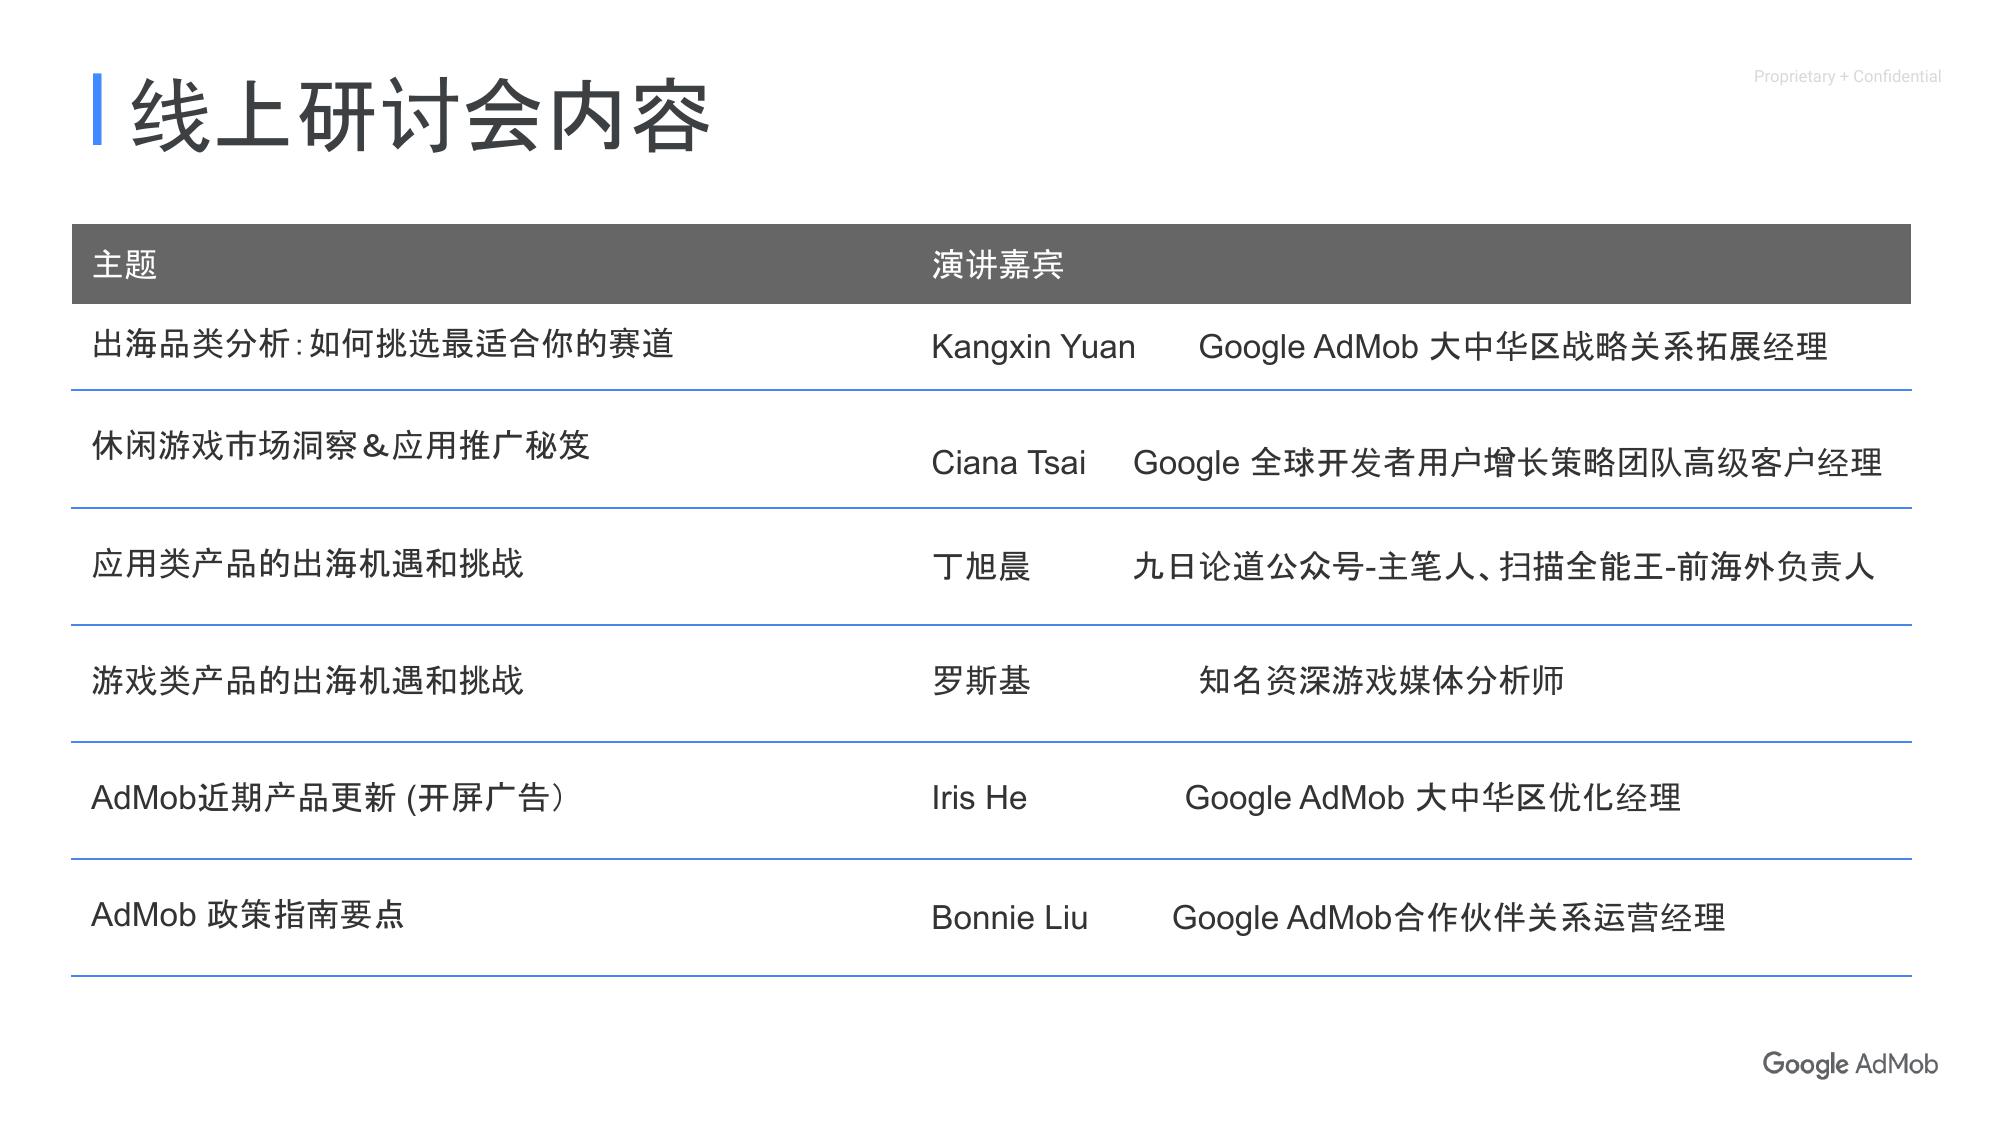 线上研讨会内容
Proprietary + Confidential
主题 演讲嘉宾
出海品类分析：如何挑选最适合你的赛道 Kangxin Yuan Google AdMob 大中华区战略关系拓展经理
休闲游戏市场洞察＆应用推广秘笈 Ciana Tsai Google 全球开发者用户增长策略团队高级客户经理
应用类产品的出海机遇和挑战 丁旭晨 九日论道公众号-主笔人、扫描全能王-前海外负责人
游戏类产品的出海机遇和挑战 罗斯基 知名资深游戏媒体分析师
AdMob近期产品更新 (开屏广告） Iris He Google AdMob 大中华区优化经理
AdMob 政策指南要点 Bonnie Liu Google AdMob合作伙伴关系运营经理
Google AdMob